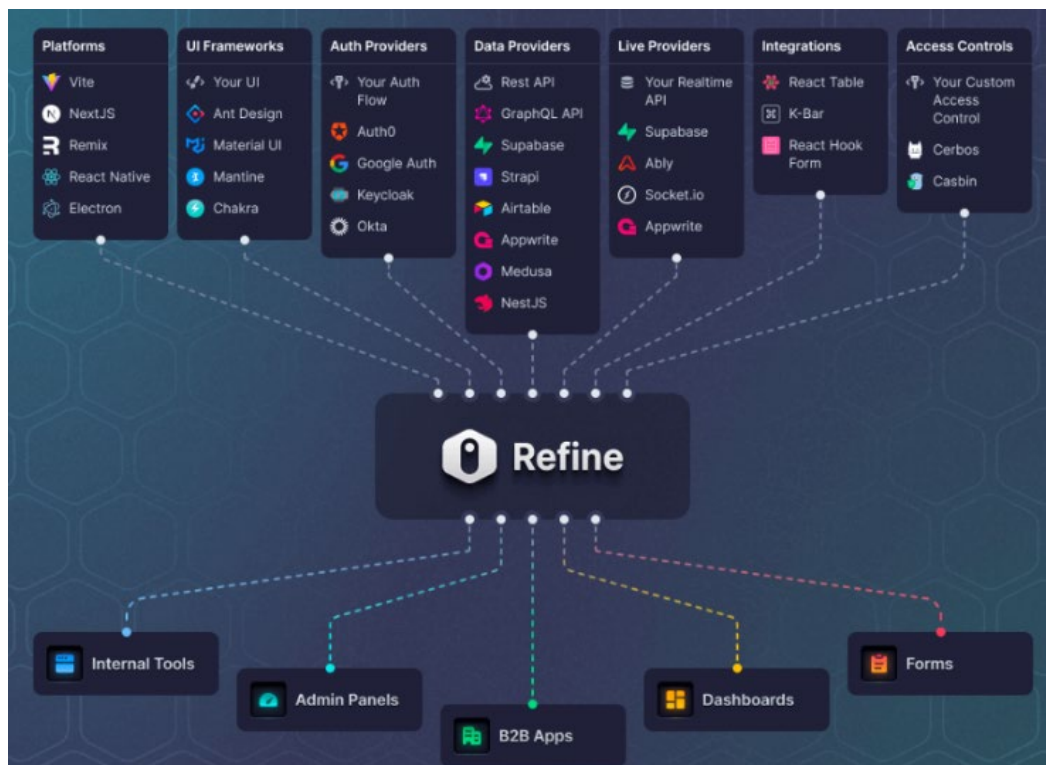 Platforms
Vite
NextJS
Remix
React Native
Electron
UI Frameworks
Your UI
Ant Design
Material UI
Mantine
Chakra
Auth Providers
Your Auth
Flow
Auth0
Google Auth
Keycloak
Okta
Data Providers
Rest API
GraphQL API
Supabase
Strapi
Airtable
Appwrite
Medusa
NestJS
Live Providers
Your Realtime
API
Supabase
Ably
Socket.io
Appwrite
Integrations
React Table
K-Bar
React Hook
Form
Access Controls
Your Custom
Access
Control
Cerbos
Casbin
Refine
Internal Tools
Admin Panels
B2B Apps
Dashboards
Forms